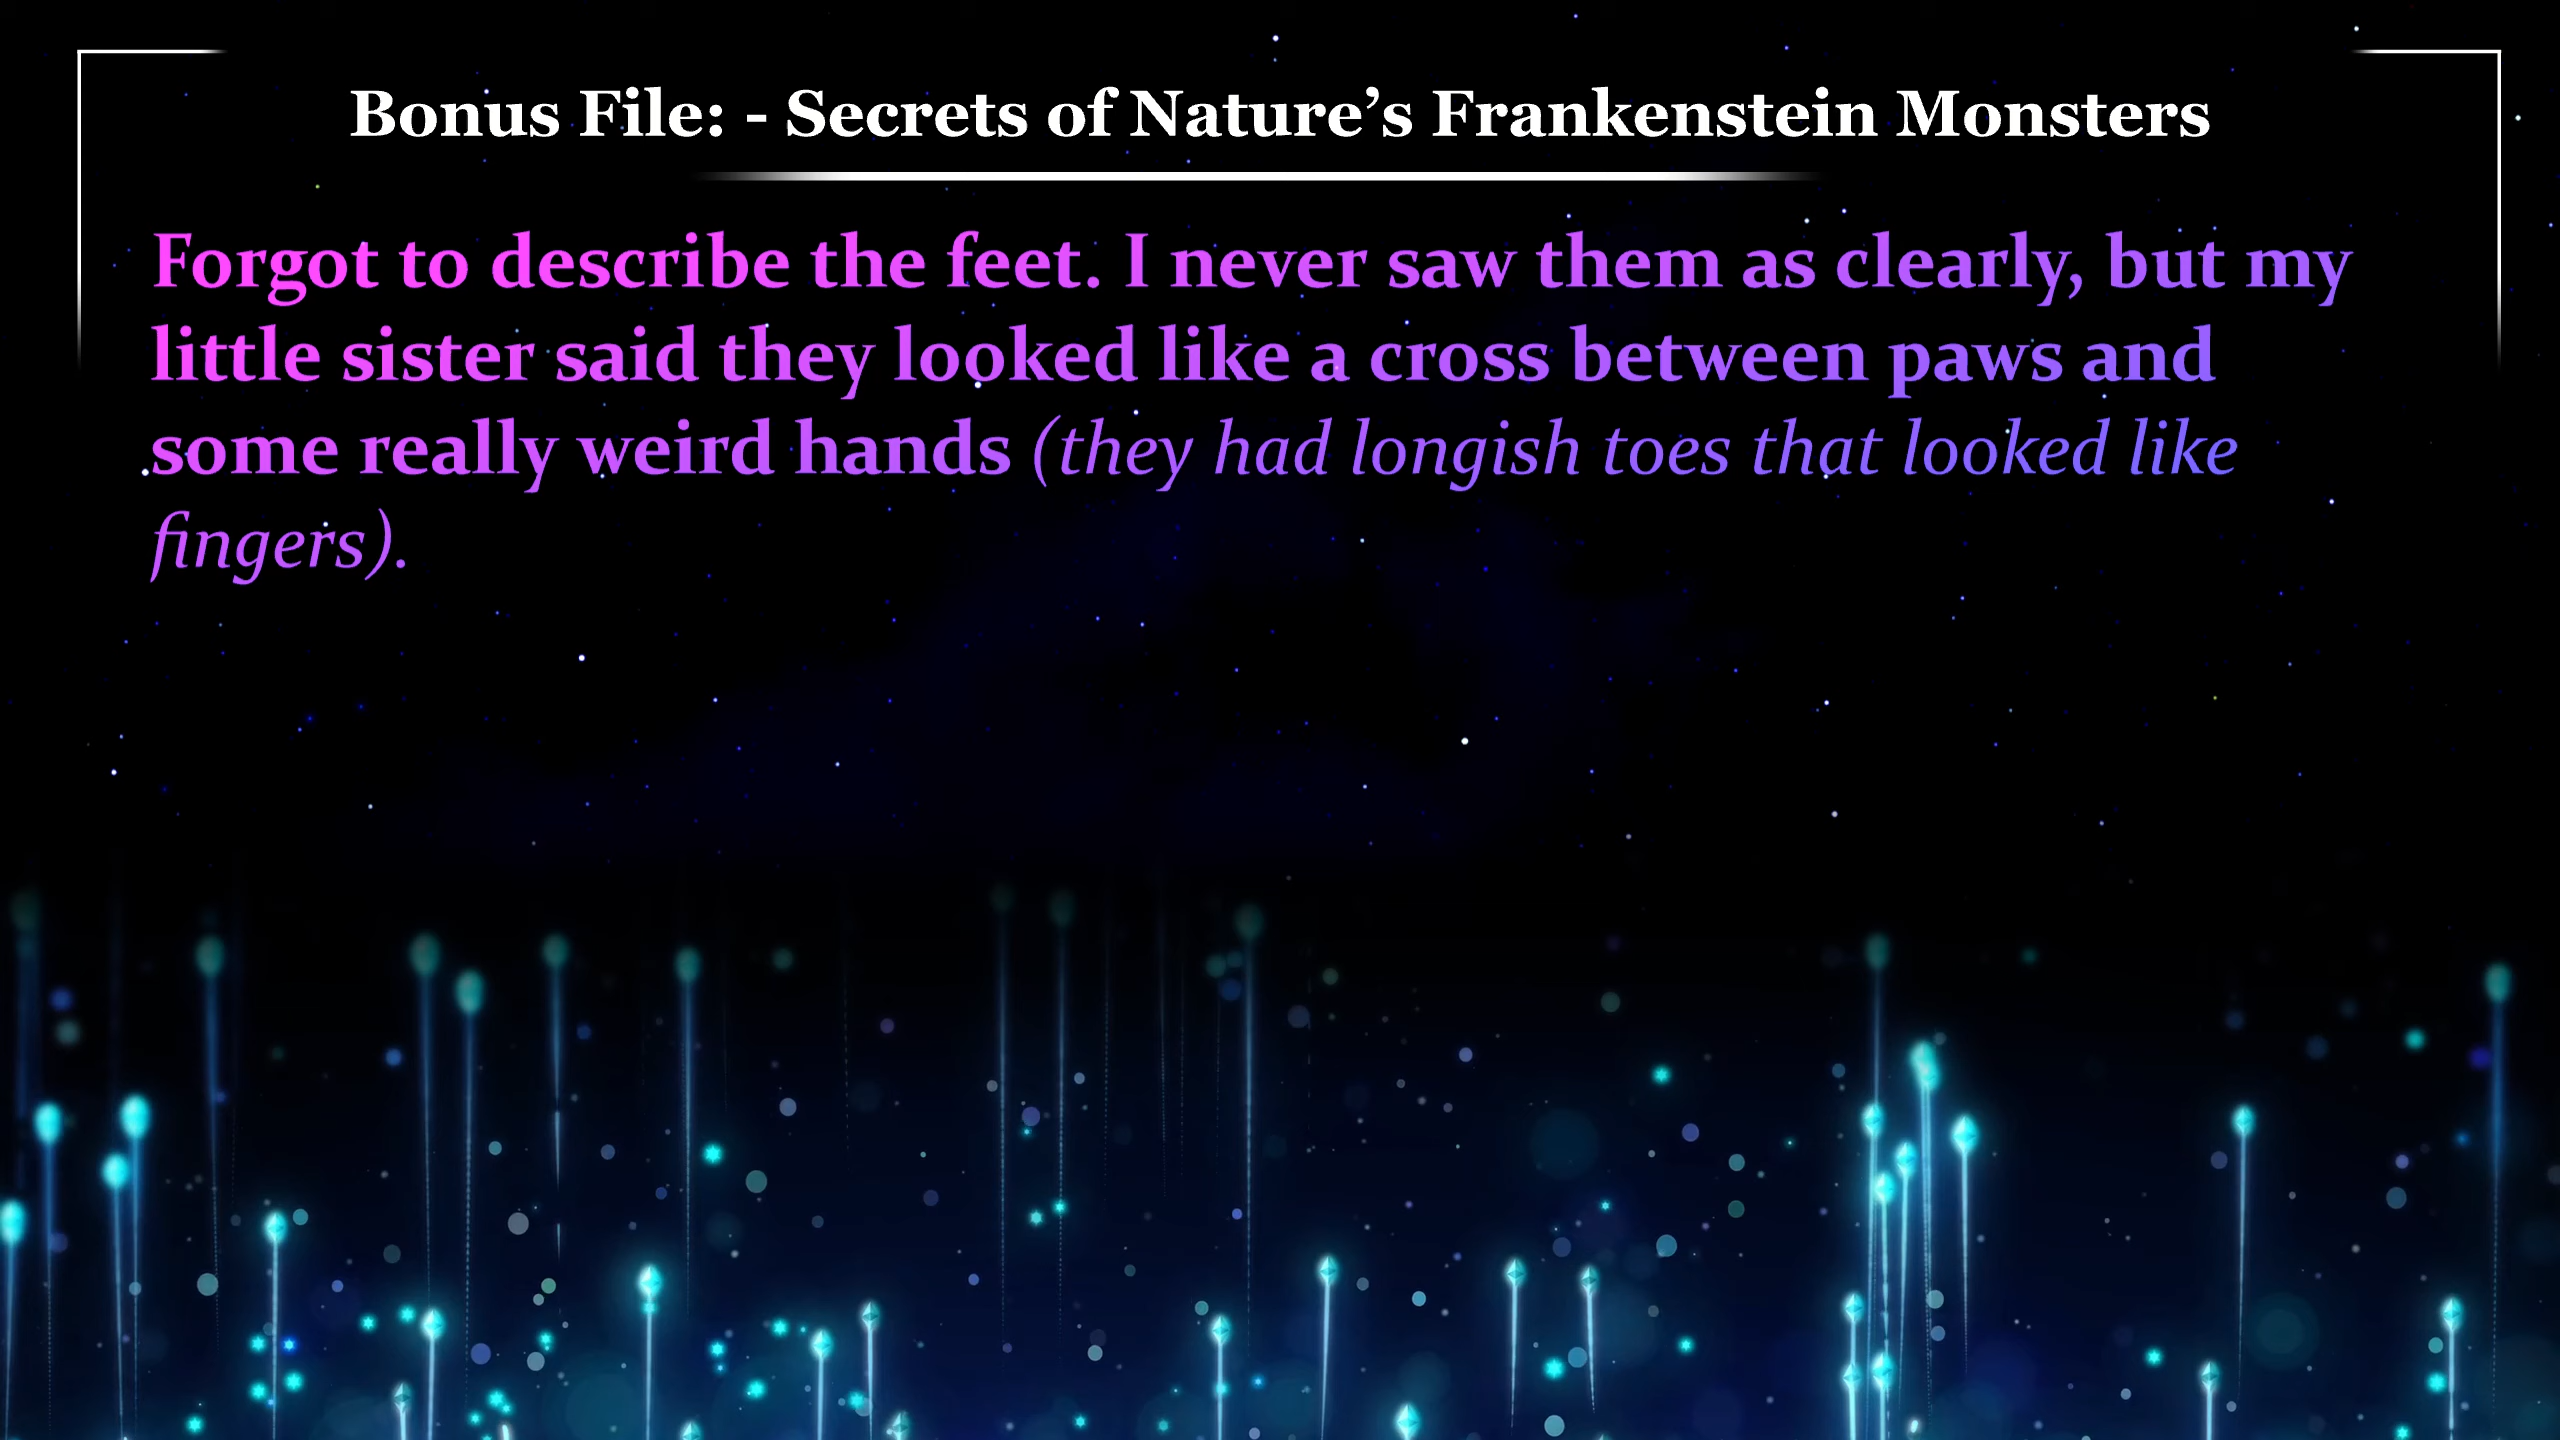 Bonus File: - Secrets of Nature’s Frankenstein Monsters
Forgot to describe the feet. I never saw them as clearly, but my
little sister said they looked like a cross between paws and
some really weird hands (they had longish toes that looked like
fingers).